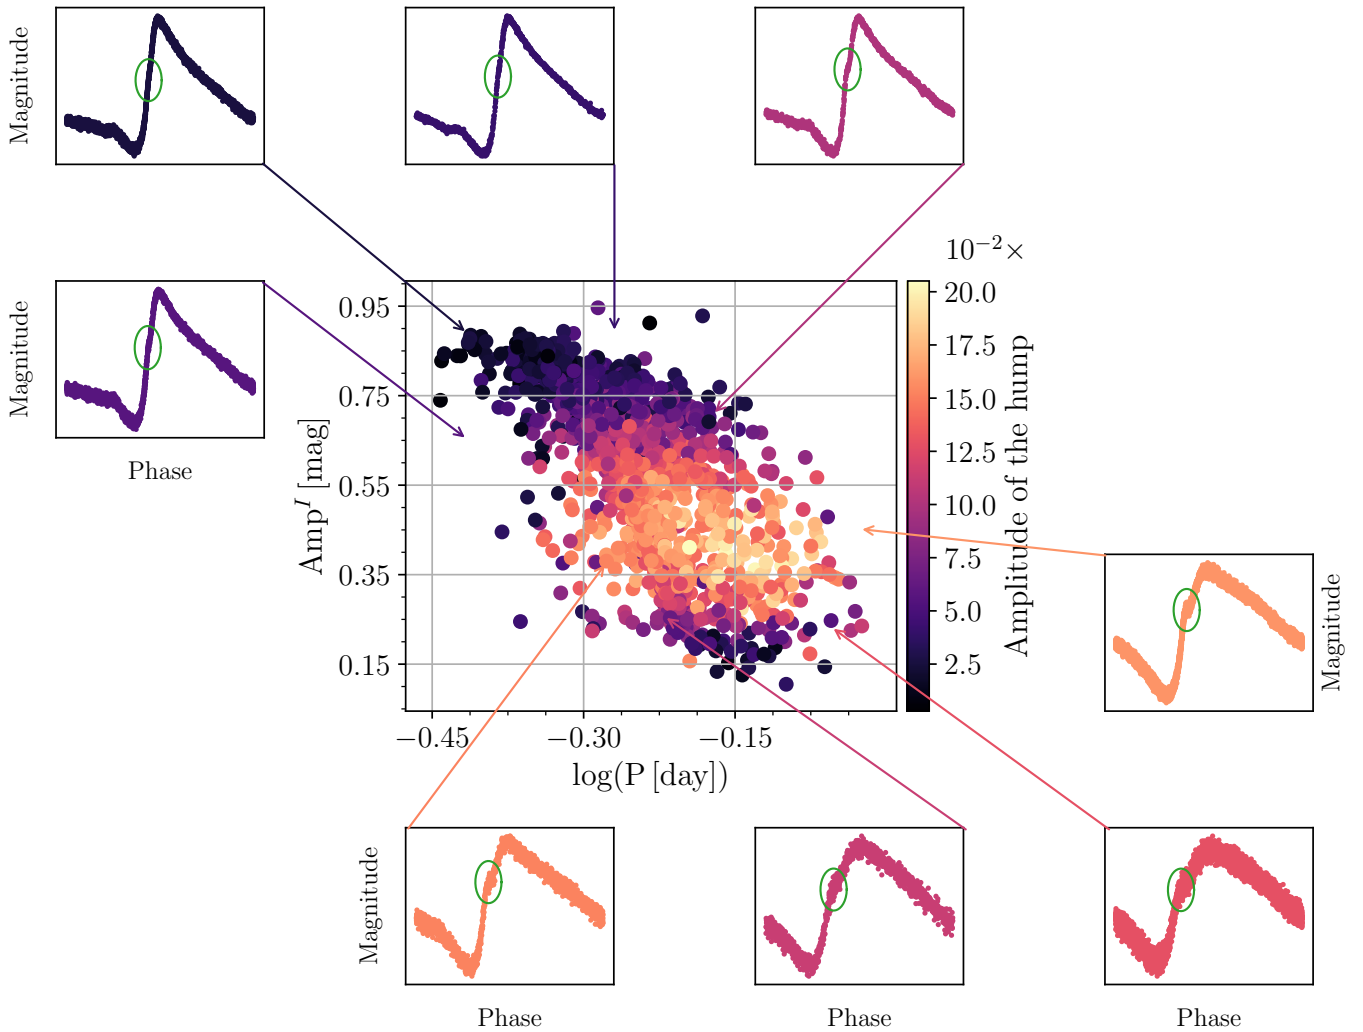 Magnitude
10⁻²×
Magnitude
Phase
Amp^I [mag]
0.95
0.75
0.55
0.35
0.15
−0.45
−0.30
−0.15
log(P [day])
20.0
17.5
15.0
12.5
10.0
7.5
5.0
2.5
Amplitude of the hump
Magnitude
Magnitude
Phase
Phase
Phase